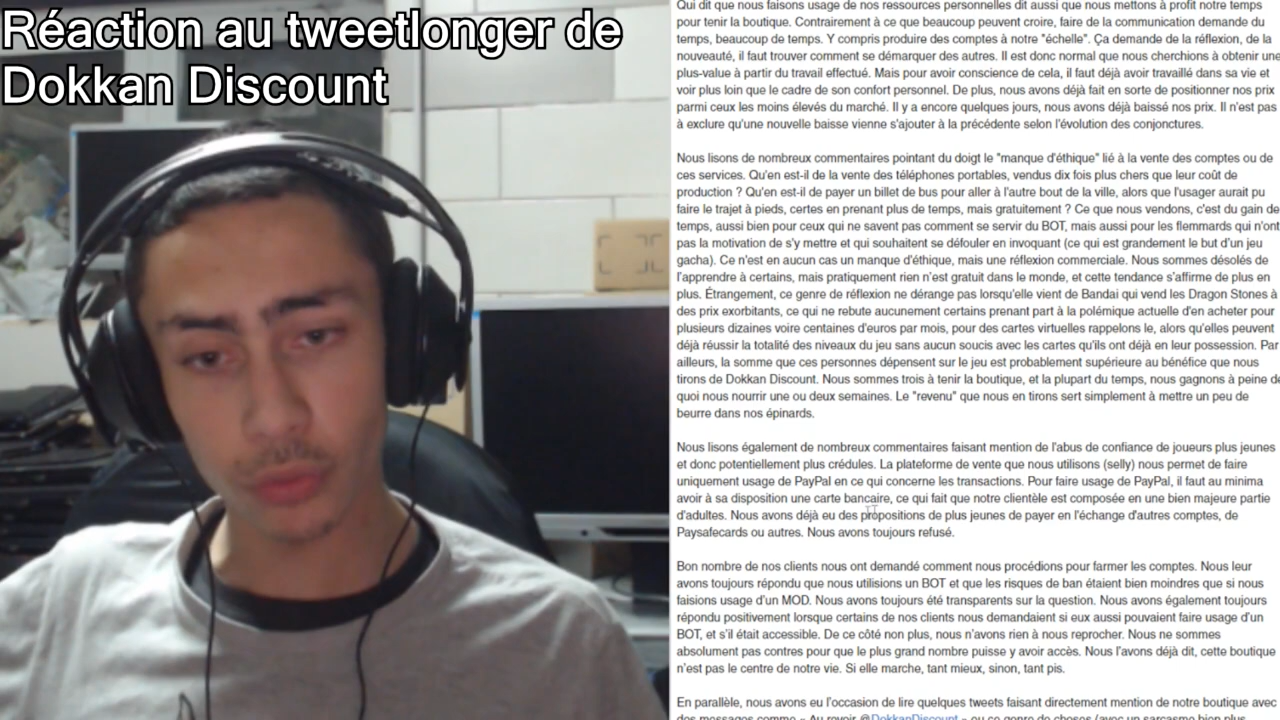 Réaction au tweetlonger de
Dokkan Discount
Qui dit que nous faisons usage de nos ressources personnelles dit aussi que nous mettons à profit notre temps
pour tenir la boutique. Contrairement à ce que beaucoup peuvent croire, faire de la communication demande du
temps, beaucoup de temps. Y compris produire des comptes à notre "échelle". Ça demande de la réflexion, de la
nouveauté, il faut trouver comment se démarquer des autres. Il est donc normal que nous cherchions à obtenir une
plus-value à partir du travail effectué. Mais pour avoir conscience de cela, il faut déjà avoir travaillé dans sa vie et
voir plus loin que le cadre de son confort personnel. De plus, nous avons déjà fait en sorte de positionner nos prix
parmi ceux les moins élevés du marché. Il y a encore quelques jours, nous avons déjà baissé nos prix. Il n'est pas
à exclure qu'une nouvelle baisse vienne s'ajouter à la précédente selon l'évolution des conjonctures.
Nous lisons de nombreux commentaires pointant du doigt le "manque d'éthique" lié à la vente des comptes ou de
ces services. Qu'en est-il de la vente des téléphones portables, vendus dix fois plus chers que leur coût de
production ? Qu'en est-il de payer un billet de bus pour aller à l'autre bout de la ville, alors que l'usager aurait pu
faire le trajet à pieds, certes en prenant plus de temps, mais gratuitement ? Ce que nous vendons, c'est du gain de
temps, aussi bien pour ceux qui ne savent pas comment se servir du BOT, mais aussi pour les flemmards qui n'ont
pas la motivation de s'y mettre et qui souhaitent se défouler en invoquant (ce qui est grandement le but d'un jeu
gacha). Ce n'est en aucun cas un manque d'éthique, mais une réflexion commerciale. Nous sommes désolés de
l'apprendre à certains, mais pratiquement rien n'est gratuit dans le monde, et cette tendance s'affirme de plus en
plus. Étrangement, ce genre de réflexion ne dérange pas lorsqu'elle vient de Bandai qui vend les Dragon Stones à
des prix exorbitants, ce qui ne rebute aucunement certains prenant part à la polémique actuelle d'en acheter pour
plusieurs dizaines voire centaines d'euros par mois, pour des cartes virtuelles rappelons le, alors qu'elles peuvent
déjà réussir la totalité des niveaux du jeu sans aucun soucis avec les cartes qu'ils ont déjà en leur possession. Par
ailleurs, la somme que ces personnes dépensent sur le jeu est probablement supérieure au bénéfice que nous
tirons de Dokkan Discount. Nous sommes trois à tenir la boutique, et la plupart du temps, nous gagnons à peine de
quoi nous nourrir une ou deux semaines. Le "revenu" que nous en tirons sert simplement à mettre un peu de
beurre dans nos épinards.
Nous lisons également de nombreux commentaires faisant mention de l'abus de confiance de joueurs plus jeunes
et donc potentiellement plus crédules. La plateforme de vente que nous utilisons (selly) nous permet de faire
uniquement usage de PayPal en ce qui concerne les transactions. Pour faire usage de PayPal, il faut au minima
avoir à sa disposition une carte bancaire, ce qui fait que notre clientèle est composée en une bien majeure partie
d'adultes. Nous avons déjà eu des propositions de plus jeunes de payer en l'échange d'autres comptes, de
Paysafecards ou autres. Nous avons toujours refusé.
Bon nombre de nos clients nous ont demandé comment nous procédions pour farmer les comptes. Nous leur
avons toujours répondu que nous utilisions un BOT et que les risques de ban étaient bien moindres que si nous
faisions usage d'un MOD. Nous avons toujours été transparents sur la question. Nous avons également toujours
répondu positivement lorsque certains de nos clients nous demandaient si eux aussi pouvaient faire usage d'un
BOT, et s'il était accessible. De ce côté non plus, nous n'avons rien à nous reprocher. Nous ne sommes
absolument pas contres pour que le plus grand nombre puisse y avoir accès. Nous l'avons déjà dit, cette boutique
n'est pas le centre de notre vie. Si elle marche, tant mieux, sinon, tant pis.
En parallèle, nous avons eu l'occasion de lire quelques tweets faisant directement mention de notre boutique avec
des messages comme « Au revoir @DokkanDiscount » ou ce genre de choses (avec un sarcasme bien plus